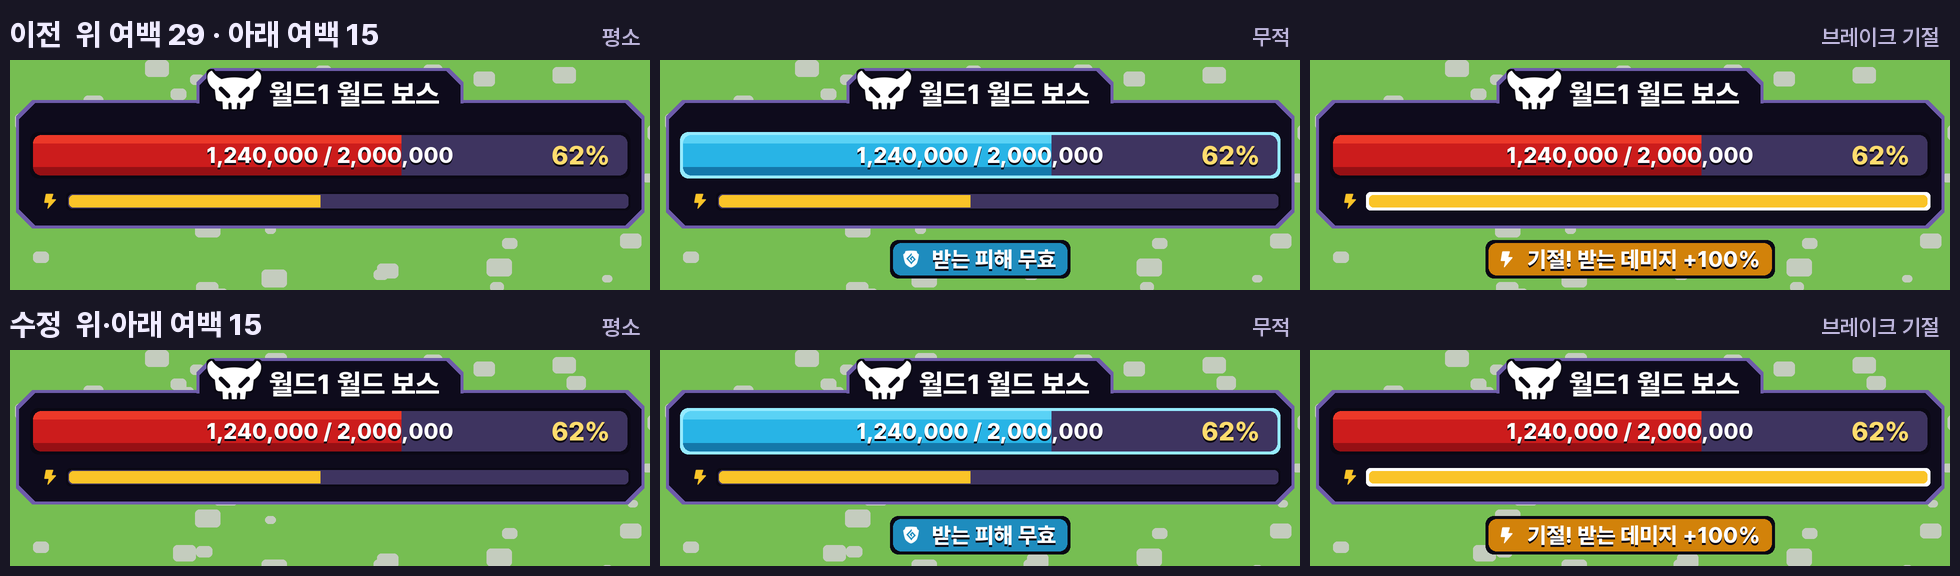 이전 위 여백 29 · 아래 여백 15
평소
무적
브레이크 기절
월드1 월드 보스
월드1 월드 보스
월드1 월드 보스
1,240,000 / 2,000,000 62%
1,240,000 / 2,000,000 62%
1,240,000 / 2,000,000 62%
받는 피해 무효
기절! 받는 데미지 +100%
수정 위·아래 여백 15
평소
무적
브레이크 기절
월드1 월드 보스
월드1 월드 보스
월드1 월드 보스
1,240,000 / 2,000,000 62%
1,240,000 / 2,000,000 62%
1,240,000 / 2,000,000 62%
받는 피해 무효
기절! 받는 데미지 +100%